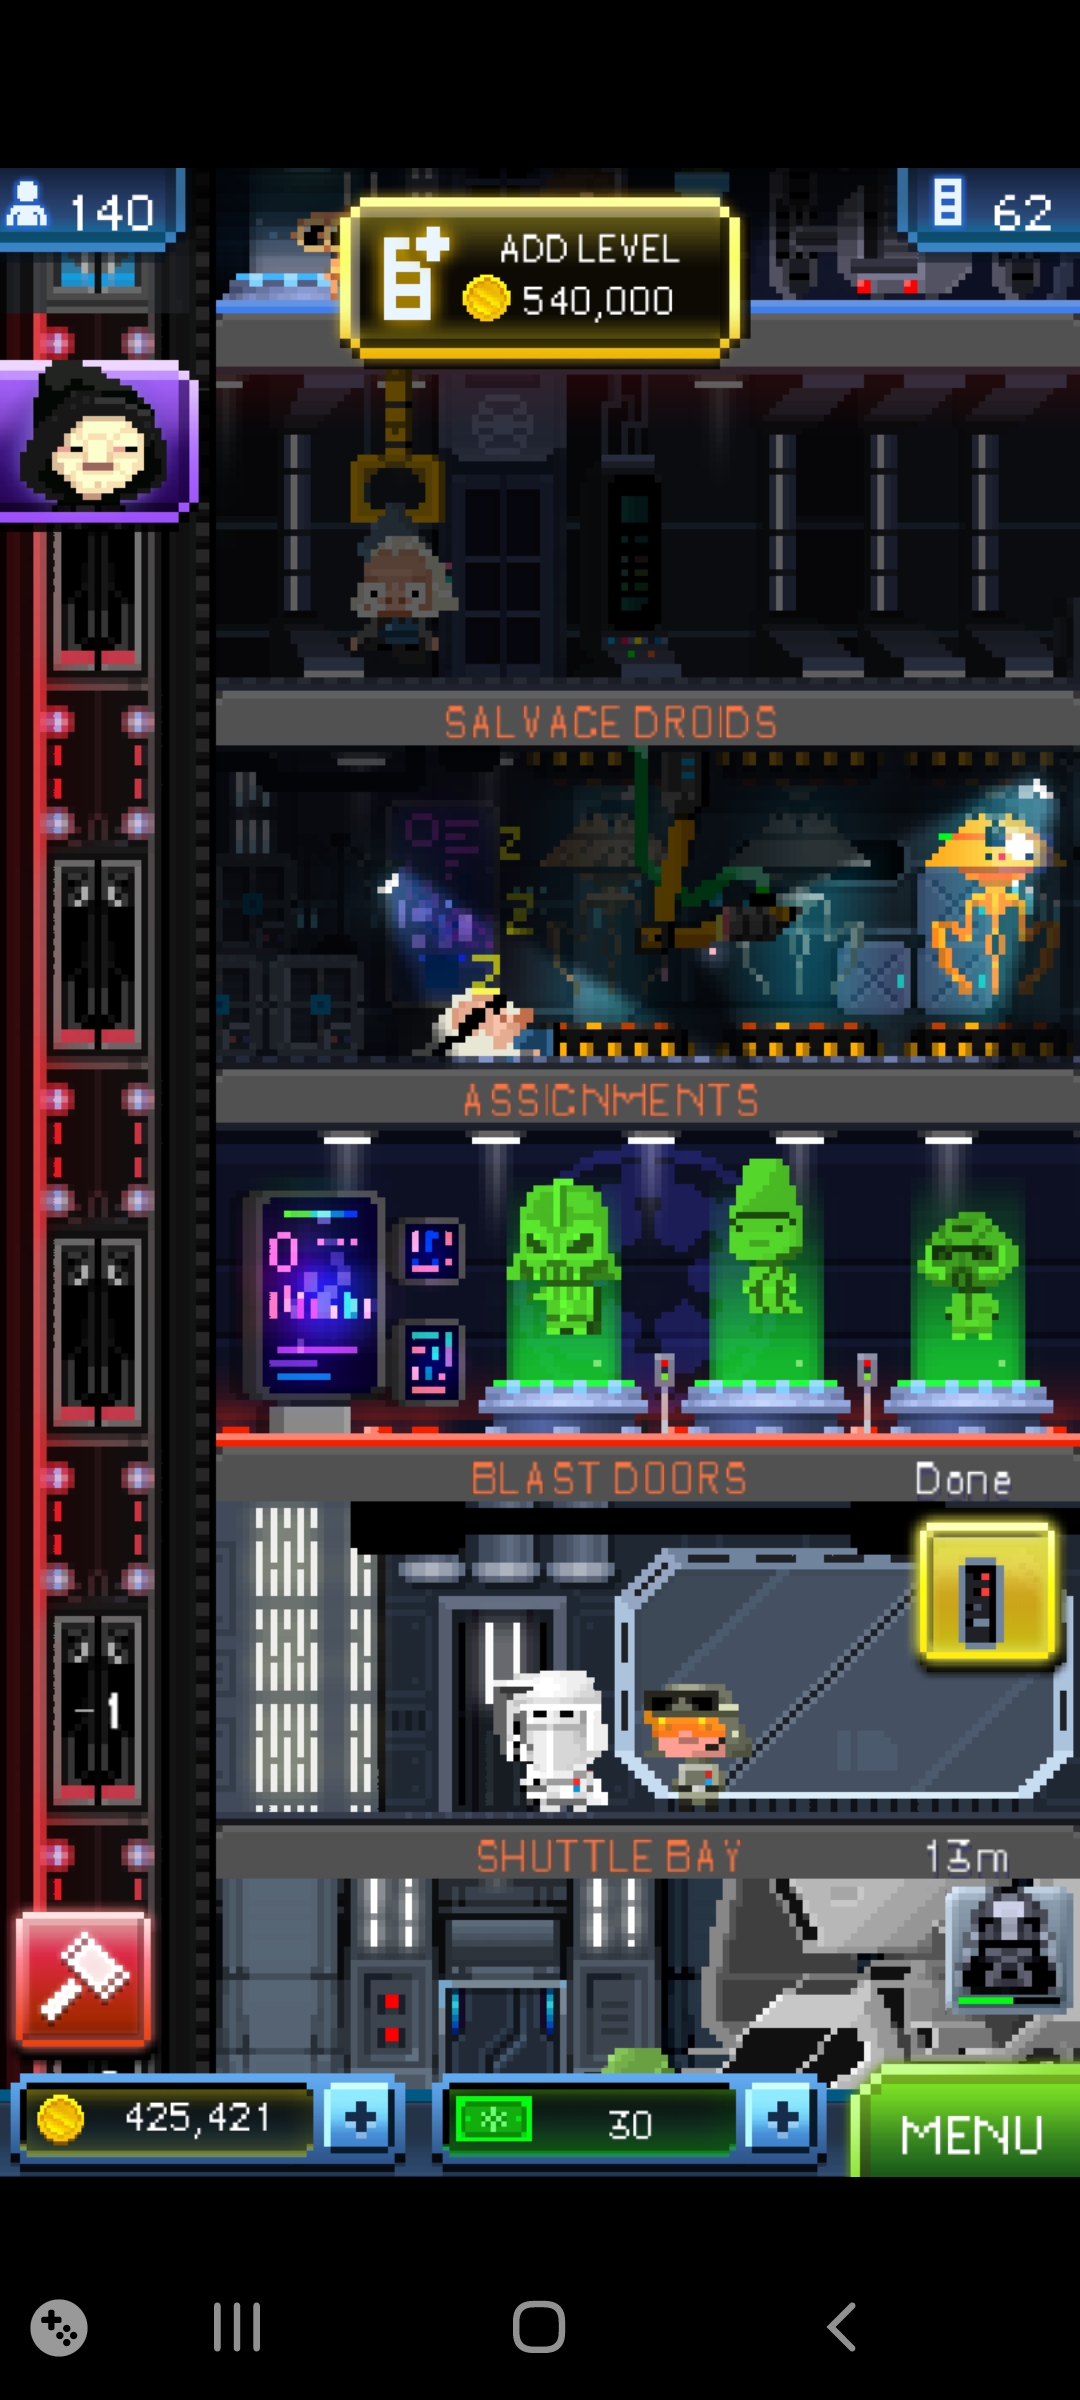 140
62
ADD LEVEL
540,000
SALVAGE DROIDS
Z
Z
Z
ASSIGNMENTS
BLAST DOORS Done
-1
SHUTTLE BAY 13m
425,421
30
MENU